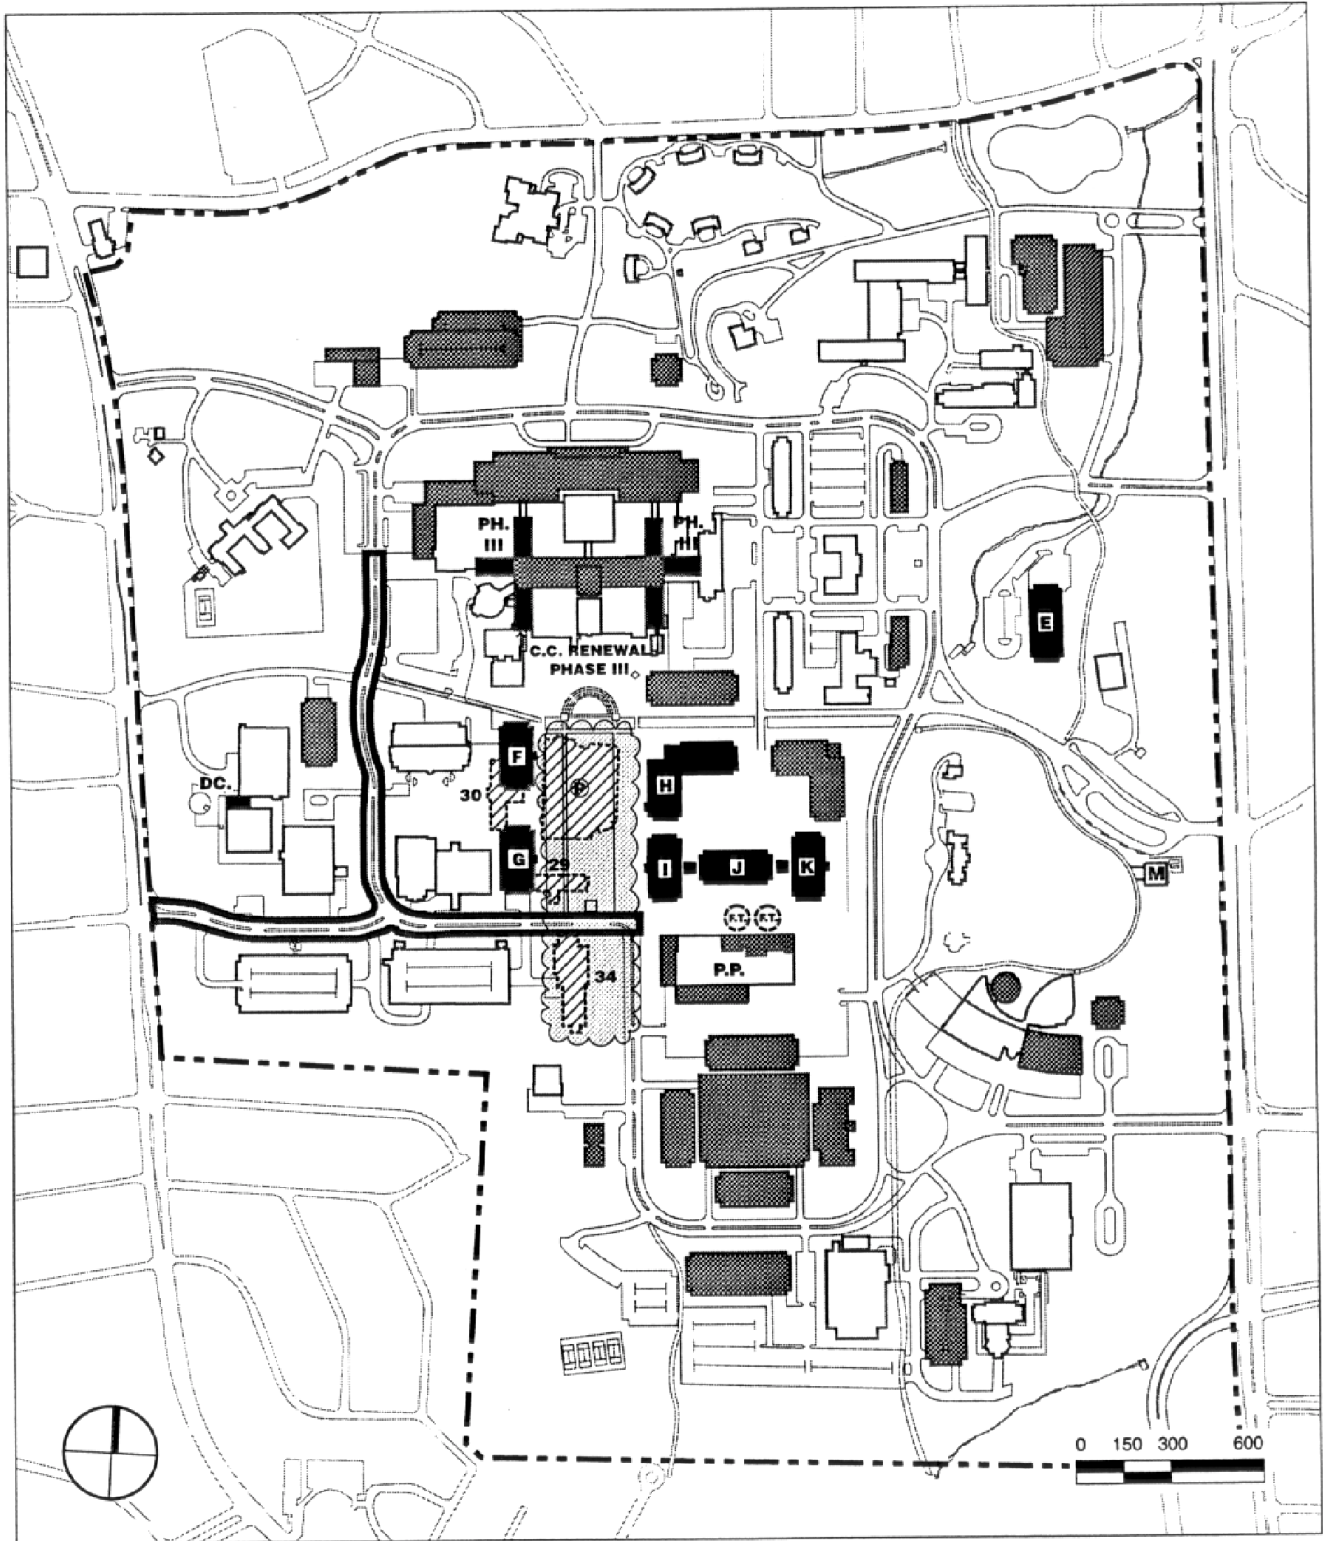 PH.
III
PH.
III
C.C. RENEWAL
PHASE III
E
F
DC.
H
P
30
G
29
I
J
K
M
F.T.
F.T.
34
P.P.
0 150 300 600